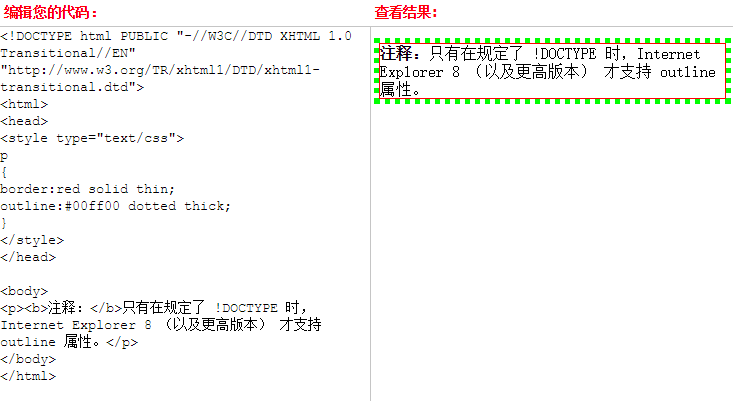 编辑您的代码：
<!DOCTYPE html PUBLIC "-//W3C//DTD XHTML 1.0
Transitional//EN"
"http://www.w3.org/TR/xhtml1/DTD/xhtml1-
transitional.dtd">
<html>
<head>
<style type="text/css">
p
{
border:red solid thin;
outline:#00ff00 dotted thick;
}
</style>
</head>
<body>
<p><b>注释：</b>只有在规定了 !DOCTYPE 时，
Internet Explorer 8 （以及更高版本） 才支持
outline 属性。</p>
</body>
</html>
查看结果:
注释：只有在规定了 !DOCTYPE 时，Internet
Explorer 8 （以及更高版本） 才支持 outline
属性。